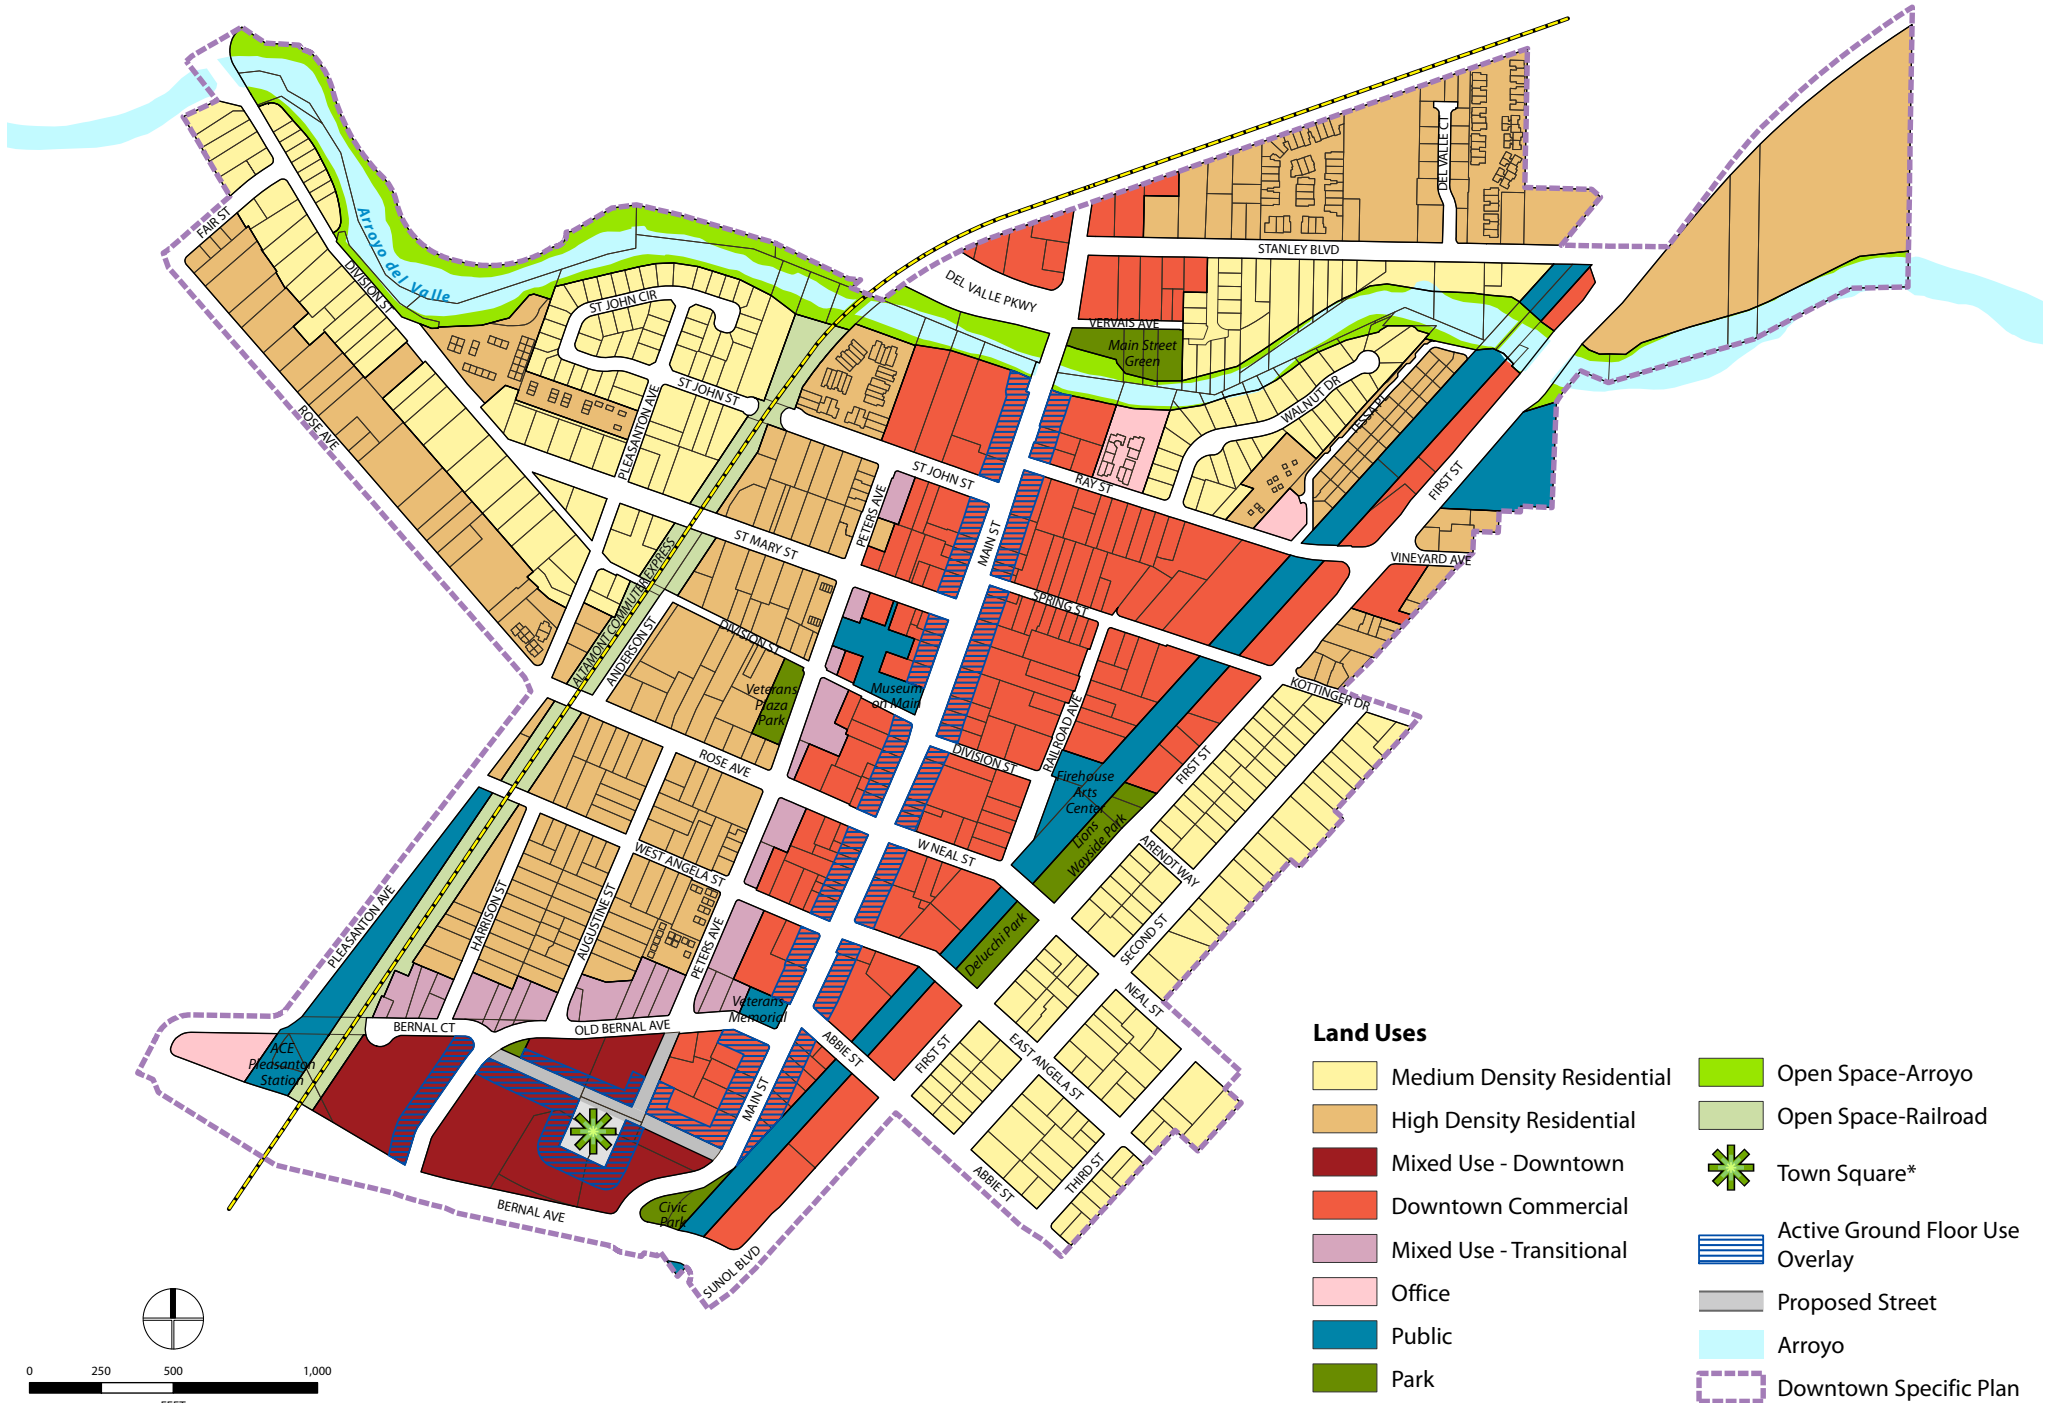 FAIR ST
Arroyo del Valle
DIVISION ST
ST JOHN CIR
ST JOHN ST
PLEASANTON AVE
ROSE AVE
DEL VALLE PKWY
STANLEY BLVD
DEL VALLE CT
VERVAIS AVE
Main Street
Green
WALNUT DR
TESSA PL
FIRST ST
RAY ST
ST JOHN ST
PETERS AVE
MAIN ST
ST MARY ST
VINEYARD AVE
SPRING ST
ALTAMONT COMMUTER EXPRESS
ANDERSON ST
DIVISION ST
Veterans
Plaza
Park
Museum
on Main
KOTTINGER DR
RAILROAD AVE
DIVISION ST
FIRST ST
ROSE AVE
Firehouse
Arts
Center
Lions
Wayside Park
W NEAL ST
ARENDT WAY
WEST ANGELA ST
PLEASANTON AVE
HARRISON ST
AUGUSTINE ST
PETERS AVE
Delucchi Park
SECOND ST
NEAL ST
Veterans
Memorial
BERNAL CT
OLD BERNAL AVE
ABBIE ST
FIRST ST
EAST ANGELA ST
ACE
Pleasanton
Station
MAIN ST
ABBIE ST
THIRD ST
BERNAL AVE
Civic
Park
SUNOL BLVD
Land Uses
Medium Density Residential
High Density Residential
Mixed Use - Downtown
Downtown Commercial
Mixed Use - Transitional
Office
Public
Park
Open Space-Arroyo
Open Space-Railroad
Town Square*
Active Ground Floor Use
Overlay
Proposed Street
Arroyo
Downtown Specific Plan
0 250 500 1,000
FEET